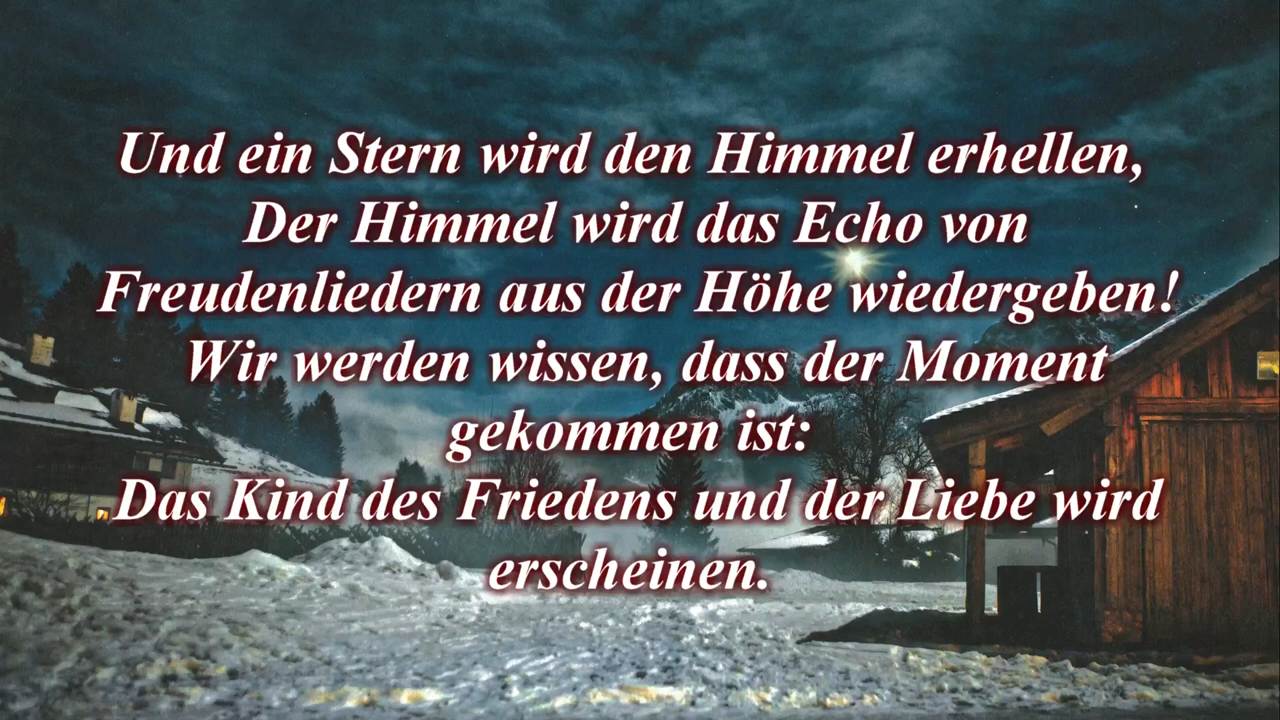 Und ein Stern wird den Himmel erhellen,
Der Himmel wird das Echo von
Freudenliedern aus der Höhe wiedergeben!
Wir werden wissen, dass der Moment
gekommen ist:
Das Kind des Friedens und der Liebe wird
erscheinen.